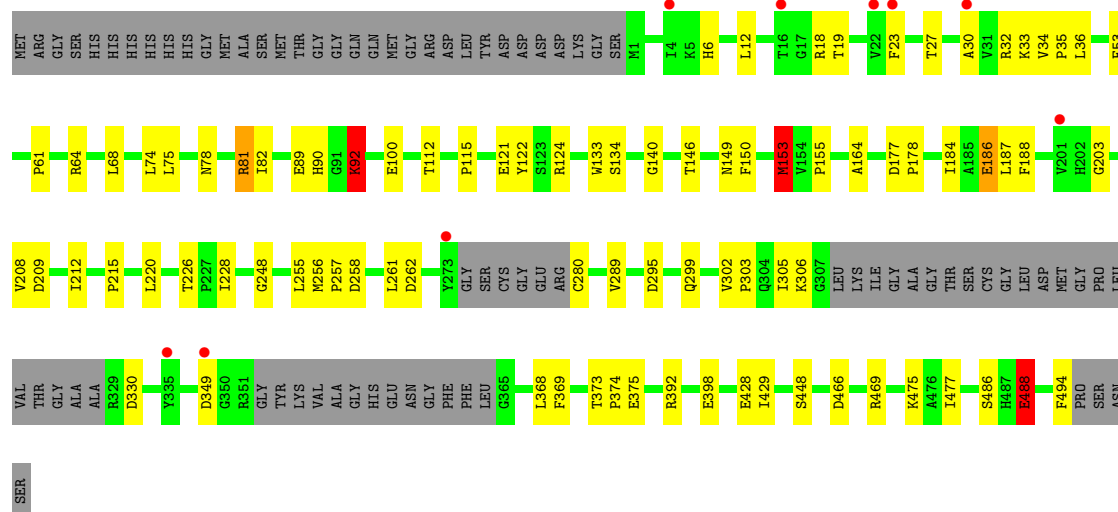 MET ARG GLY SER HIS HIS HIS HIS HIS HIS GLY MET ALA SER MET THR GLY GLY GLN GLN MET GLY ARG ASP LEU TYR ASP ASP ASP ASP LYS GLY SER M1 I4 K5 H6 L12 T16 G17 R18 T19 V22 F23 T27 A30 V31 R32 K33 V34 P35 L36
P61 R64 L68 L74 L75 N78 R81 I82 E89 H90 G91 K92 E100 T112 P115 E121 Y122 S123 R124 W133 S134 G140 T146 N149 F150 M153 V154 P155 A164 D177 P178 I184 A185 E186 L187 F188 V201 H202 G203
V208 D209 I212 P215 L220 T226 P227 I228 G248 L255 M256 P257 D258 L261 D262 Y273 GLY SER CYS GLY GLU ARG C280 V289 D295 Q299 V302 P303 Q304 I305 K306 G307 LEU LYS ILE GLY ALA GLY THR SER CYS GLY LEU ASP MET GLY PRO LEU
VAL THR GLY ALA ALA R329 D330 Y335 D349 G350 R351 GLY TYR LYS VAL ALA GLY HIS GLU ASN GLY PHE PHE LEU G365 L368 F369 T373 P374 E375 R392 E398 E428 I429 S448 D466 R469 K475 A476 I477 S486 H487 E488 F494 PRO SER ASN
SER